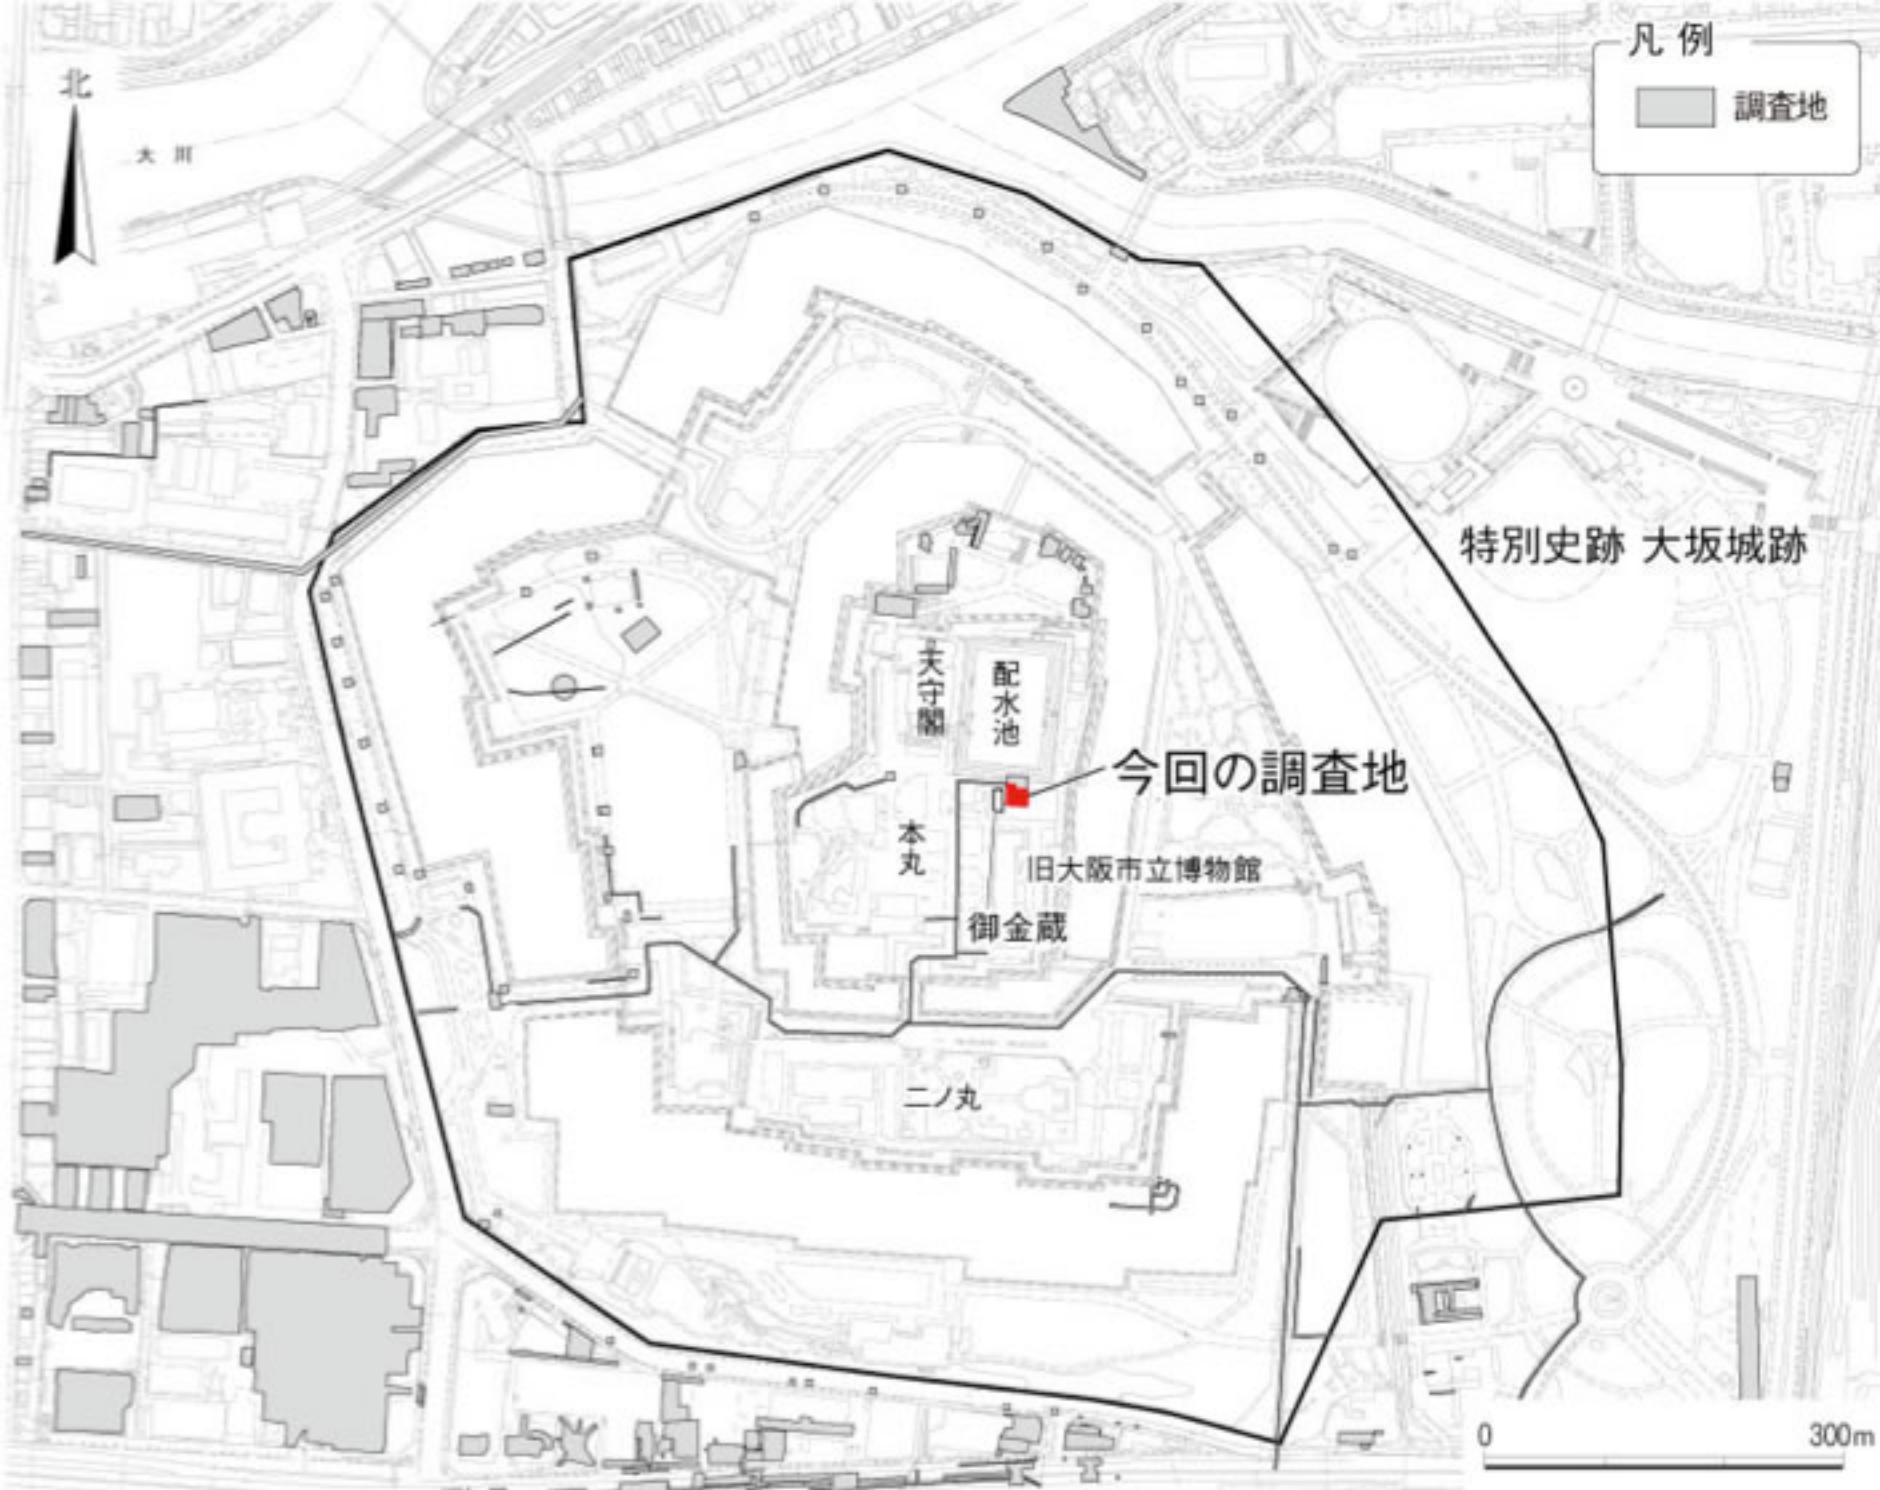 凡例
調査地
北
大川
特別史跡 大坂城跡
天守閣
配水池
今回の調査地
本丸
旧大阪市立博物館
御金蔵
二ノ丸
0 300m